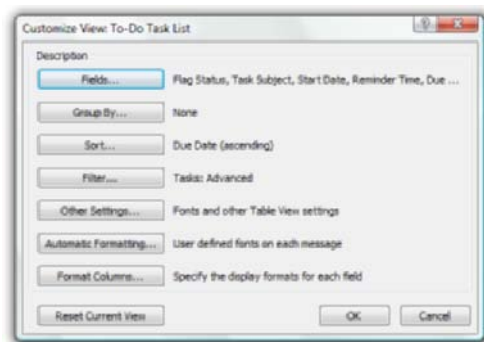 Customize View: To-Do Task List
Description
Fields... Flag Status, Task Subject, Start Date, Reminder Time, Due ...
Group By... None
Sort... Due Date (ascending)
Filter... Tasks: Advanced
Other Settings... Fonts and other Table View settings
Automatic Formatting... User defined fonts on each message
Format Columns... Specify the display formats for each field
Reset Current View OK Cancel